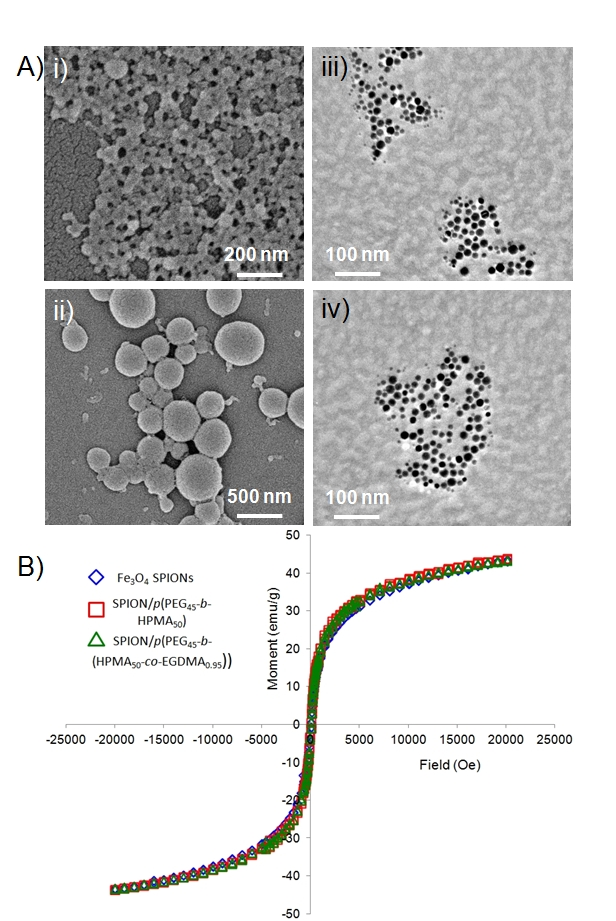 A)
i)
iii)
200 nm
100 nm
ii)
iv)
500 nm
100 nm
B)
50
Fe₃O₄ SPIONs
40
SPION/p(PEG₄₅-b-
HPMA₅₀)
30
SPION/p(PEG₄₅-b-
(HPMA₅₀-co-EGDMA₀.₉₅))
20
10
Moment (emu/g)
0
-25000 -20000 -15000 -10000 -5000 0 5000 10000 15000 20000 25000
Field (Oe)
-10
-20
-30
-40
-50